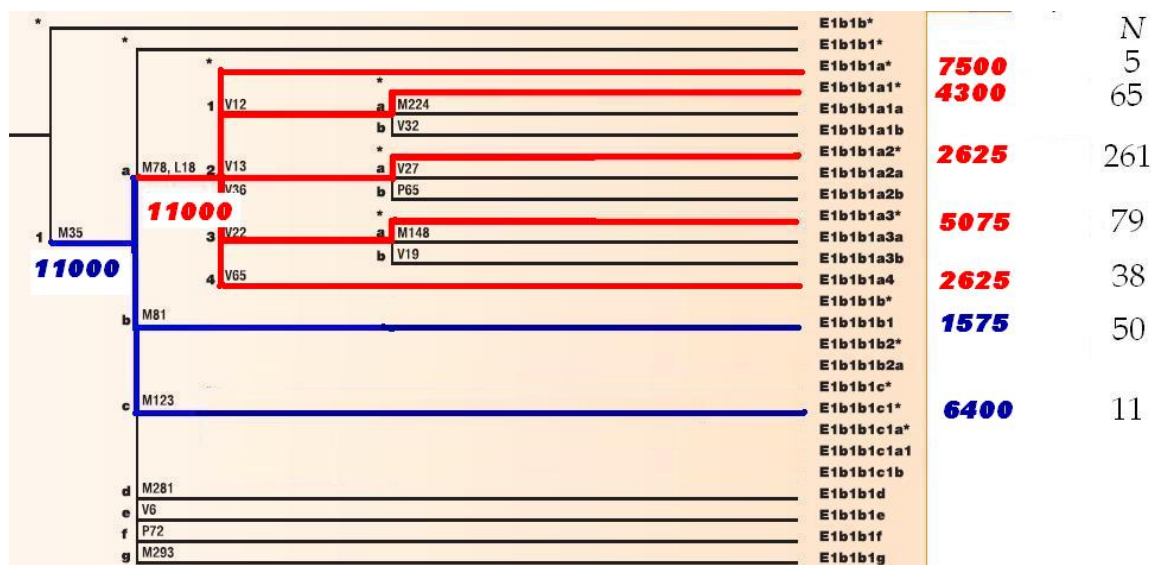 * E1b1b* N
* E1b1b1* 5
* E1b1b1a* 7500
* E1b1b1a1* 4300 65
1 V12 a M224 E1b1b1a1a
b V32 E1b1b1a1b
* E1b1b1a2* 2625 261
a M78, L18 2 V13 a V27 E1b1b1a2a
V36 b P65 E1b1b1a2b
11000
* E1b1b1a3* 5075 79
1 M35 3 V22 a M148 E1b1b1a3a
11000 b V19 E1b1b1a3b
4 V65 E1b1b1a4 2625 38
E1b1b1b*
b M81 E1b1b1b1 1575 50
E1b1b1b2*
E1b1b1b2a
E1b1b1c*
c M123 E1b1b1c1* 6400 11
E1b1b1c1a*
E1b1b1c1a1
E1b1b1c1b
d M281 E1b1b1d
e V6 E1b1b1e
f P72 E1b1b1f
g M293 E1b1b1g